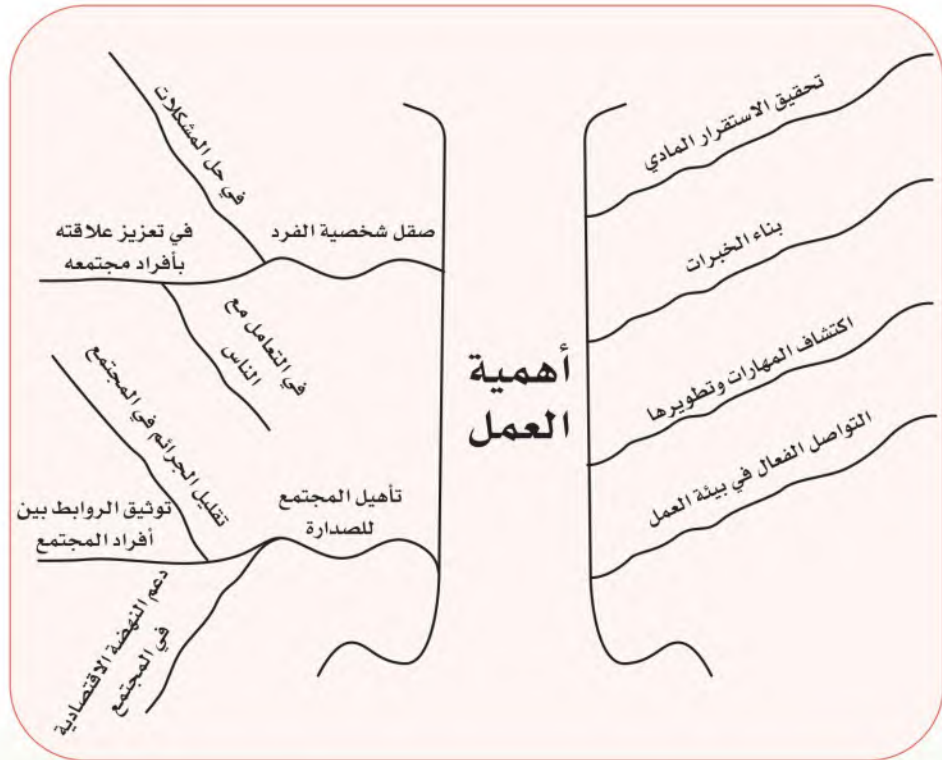 أهمية
العمل
تحقيق الاستقرار المادي
بناء الخبرات
اكتشاف المهارات وتطويرها
التواصل الفعال في بيئة العمل
صقل شخصية الفرد
في حل المشكلات
في تعزيز علاقته
بأفراد مجتمعه
في التعامل مع
الناس
تأهيل المجتمع
للصدارة
تقليل الجرائم في المجتمع
توثيق الروابط بين
أفراد المجتمع
دعم النهضة الاقتصادية
في المجتمع